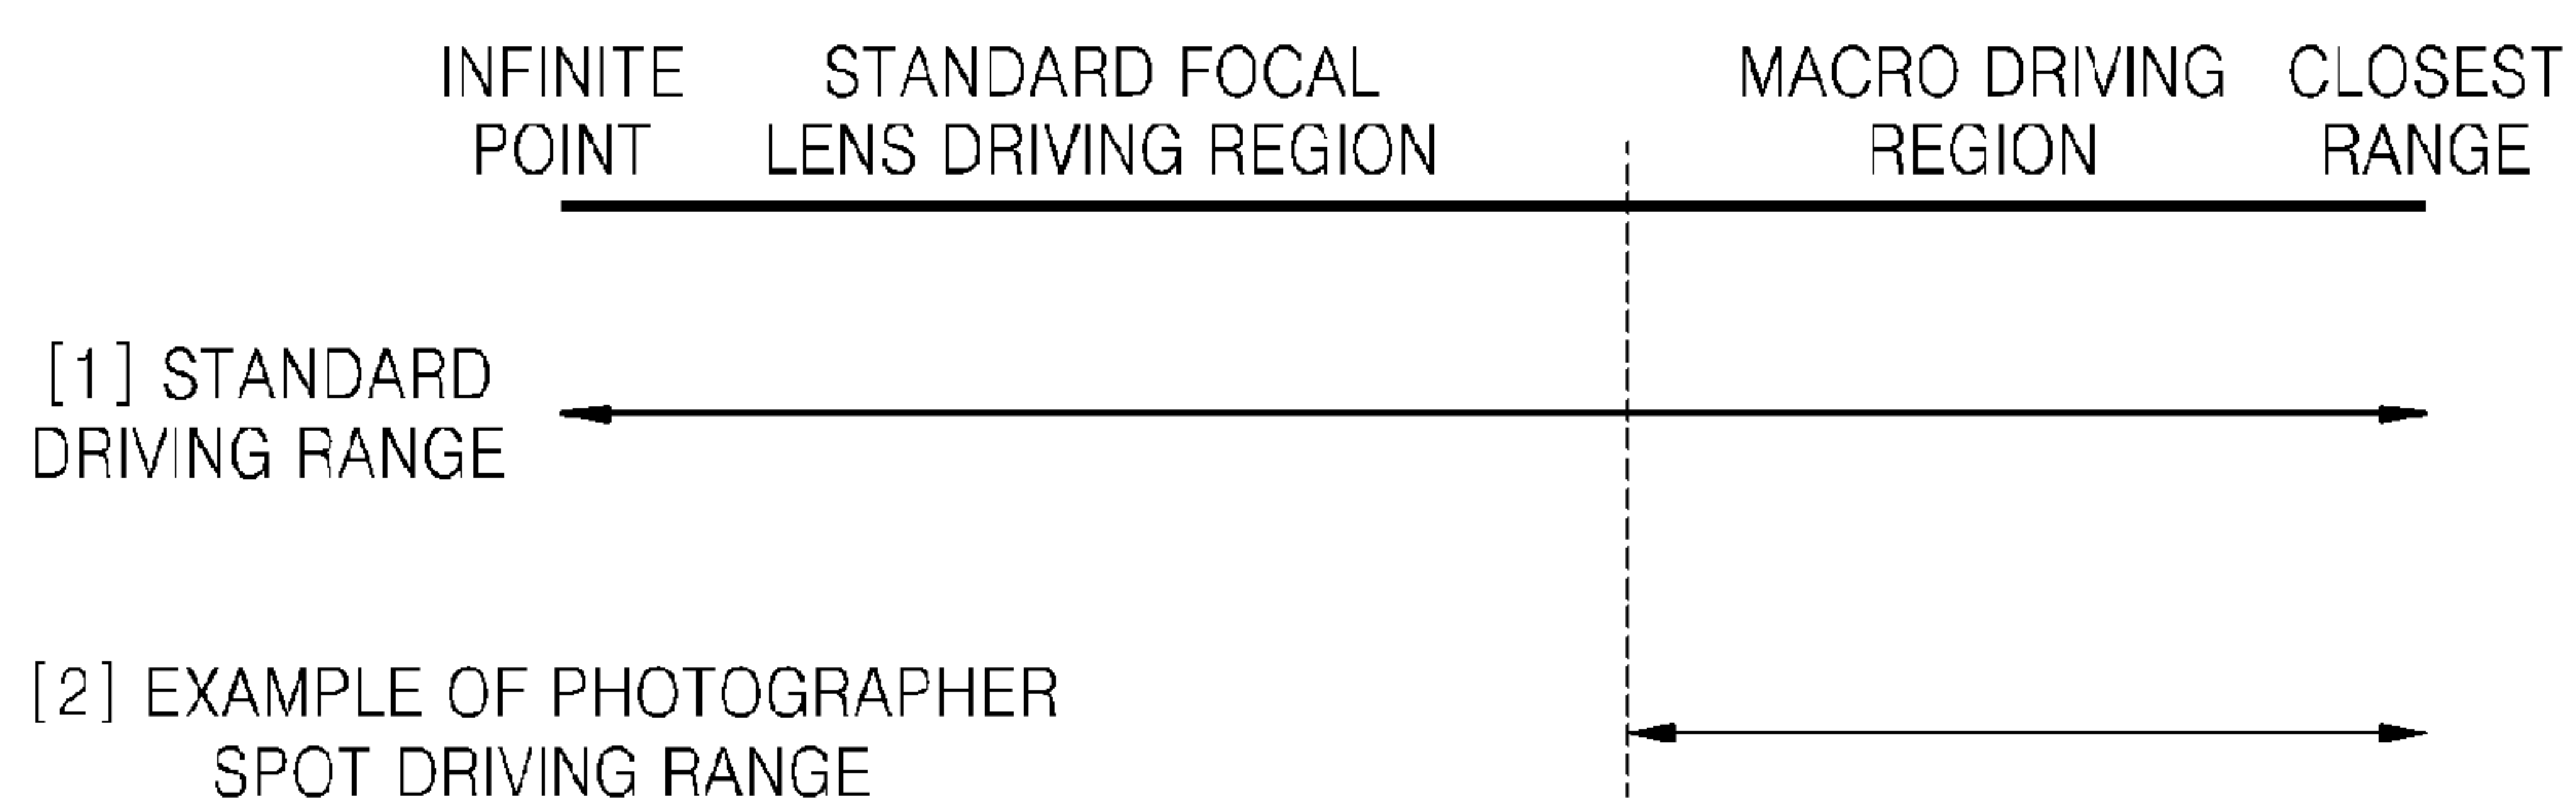 INFINITE POINT
STANDARD FOCAL LENS DRIVING REGION
MACRO DRIVING REGION
CLOSEST RANGE
[1] STANDARD
DRIVING RANGE
[2] EXAMPLE OF PHOTOGRAPHER
SPOT DRIVING RANGE